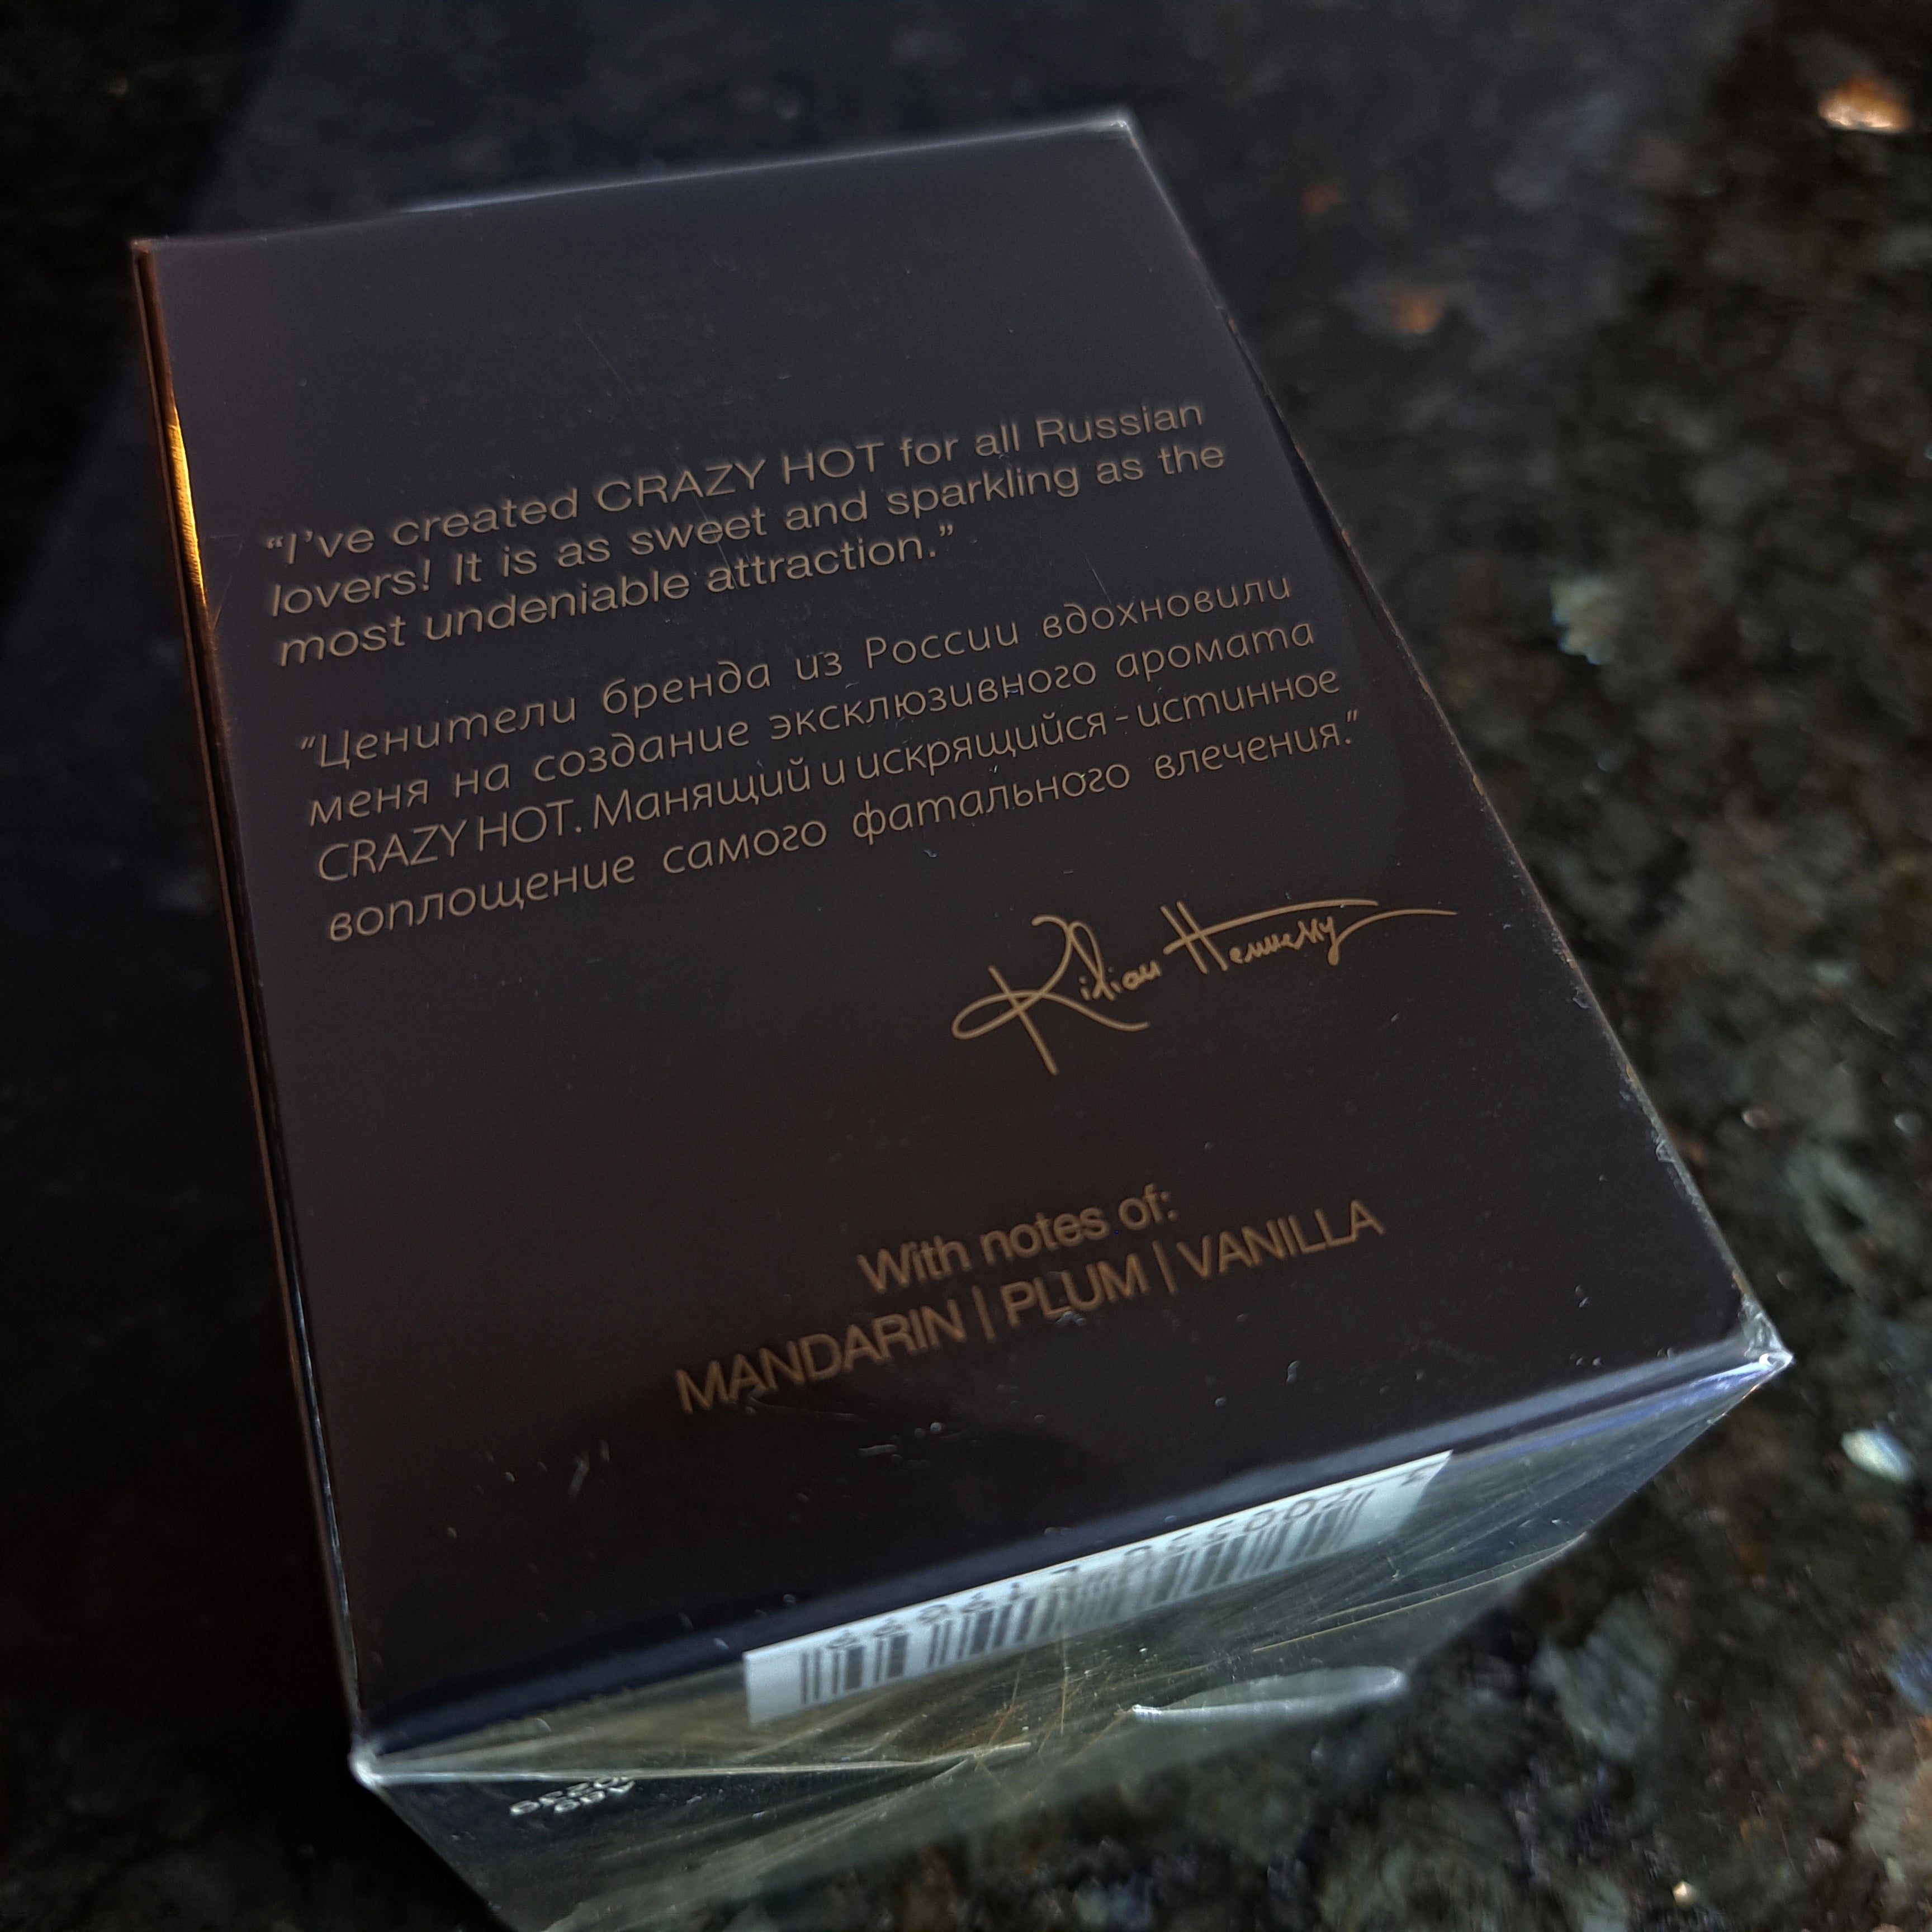 “I’ve created CRAZY HOT for all Russian
lovers! It is as sweet and sparkling as the
most undeniable attraction.”
“Ценители бренда из России вдохновили
меня на создание эксклюзивного аромата
CRAZY HOT. Манящий и искрящийся - истинное
воплощение самого фатального влечения.”
Kilian Hennessy
With notes of:
MANDARIN | PLUM | VANILLA